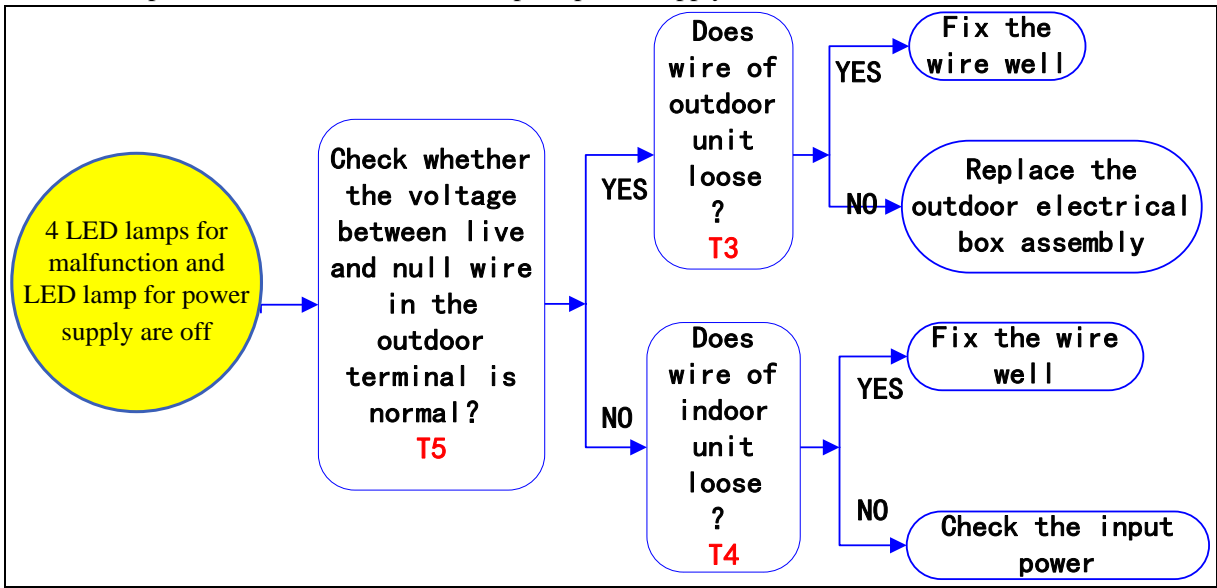 4 LED lamps for
malfunction and
LED lamp for power
supply are off
Check whether
the voltage
between live
and null wire
in the
outdoor
terminal is
normal?
T5
YES
NO
Does
wire of
outdoor
unit
loose
?
T3
YES
NO
Fix the
wire well
Replace the
outdoor electrical
box assembly
Does
wire of
indoor
unit
loose
?
T4
YES
NO
Fix the wire
well
Check the input
power